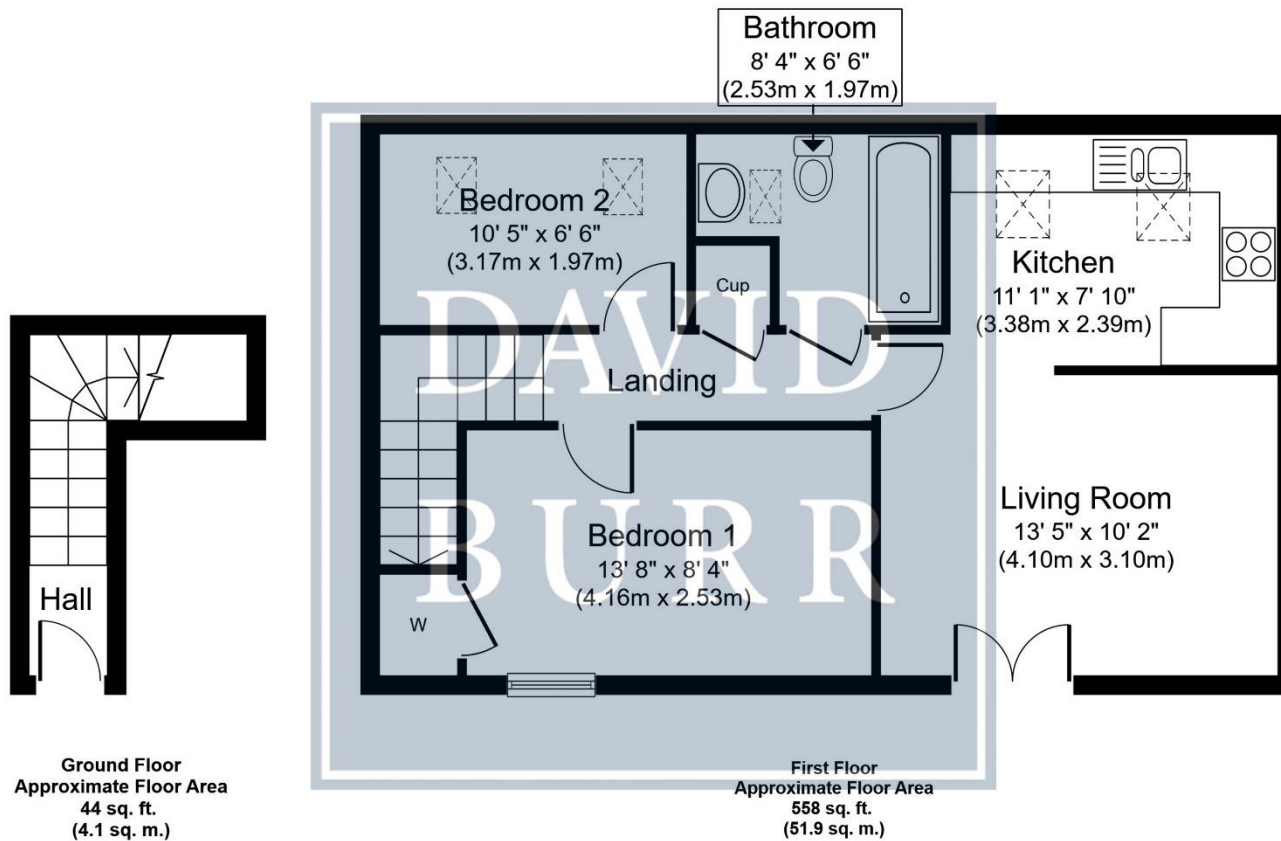 Bathroom
8' 4" x 6' 6"
(2.53m x 1.97m)
Bedroom 2
10' 5" x 6' 6"
(3.17m x 1.97m)
Cup
Kitchen
11' 1" x 7' 10"
(3.38m x 2.39m)
DAVID
BURR
Landing
Living Room
13' 5" x 10' 2"
(4.10m x 3.10m)
Bedroom 1
13' 8" x 8' 4"
(4.16m x 2.53m)
Hall
W
Ground Floor
Approximate Floor Area
44 sq. ft.
(4.1 sq. m.)
First Floor
Approximate Floor Area
558 sq. ft.
(51.9 sq. m.)